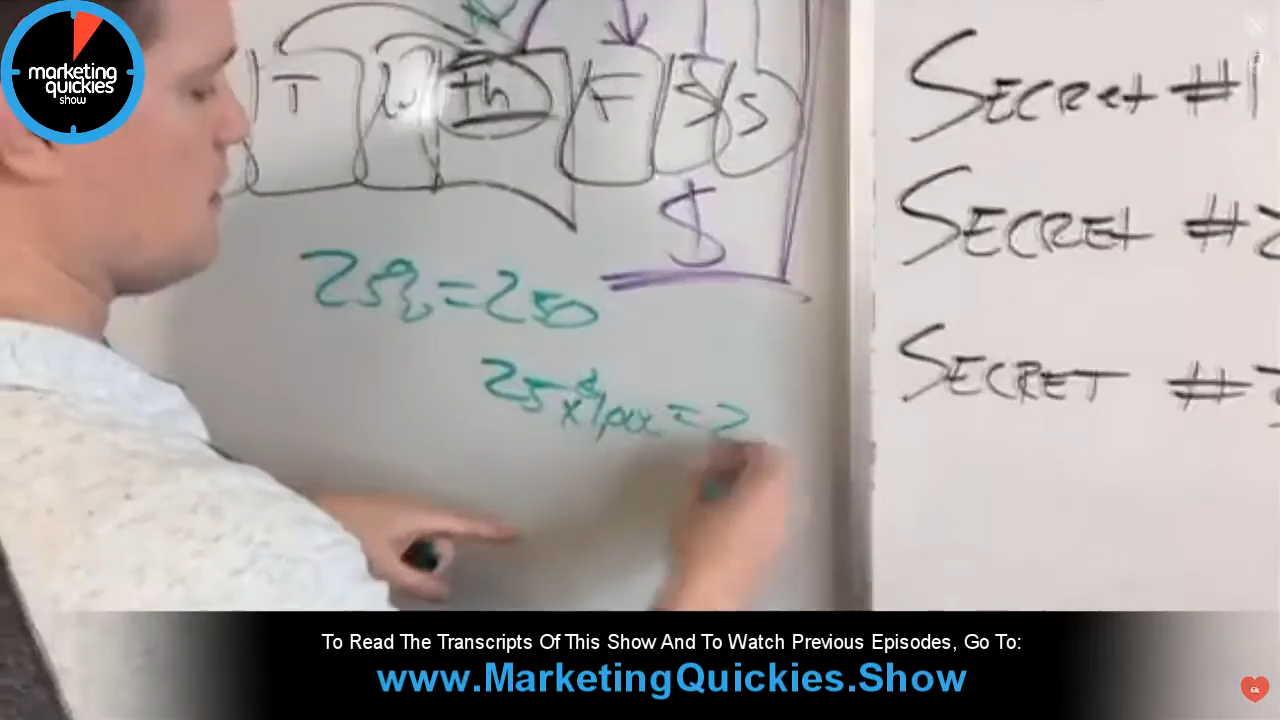 marketing
quickies
show
T W Th F S S
$
25% = 250
25 x $1,000 = 2
SECRET #1
SECRET #2
SECRET #3
To Read The Transcripts Of This Show And To Watch Previous Episodes, Go To:
www.MarketingQuickies.Show
6k